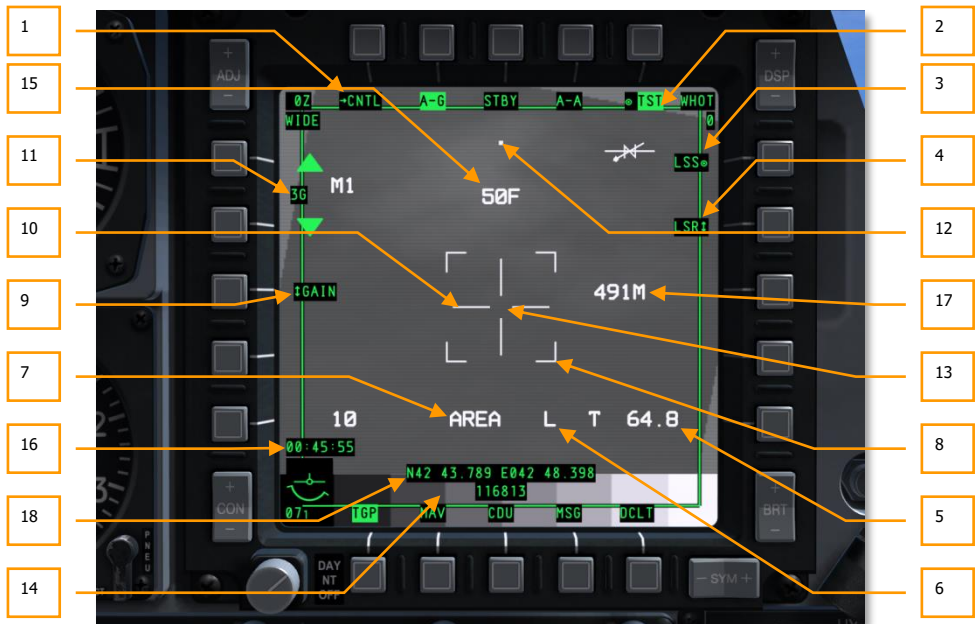 1
15
11
10
9
7
16
18
14
2
3
4
12
17
13
8
5
6
+
ADJ
−
+
DSP
−
0Z →CNTL A-G STBY A-A TST WHOT
WIDE 0
LSS
M1
3G
50F
LSR↕
↕GAIN
491M
10 AREA L T 64.8
00:45:55
N42 43.789 E042 48.398
116813
07 TGP NAV CDU MSG DCLT
+
CON
−
+
BRT
−
PNEU
DAY
NT
OFF
− SYM +